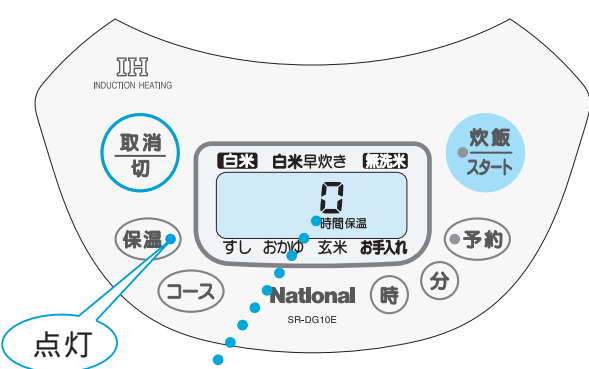 IH
INDUCTION HEATING
取消
切
炊飯
スタート
白米 白米早炊き 無洗米
0
時間保温
すし おかゆ 玄米 お手入れ
保温
予約
コース
National
時
分
SR-DG10E
点灯